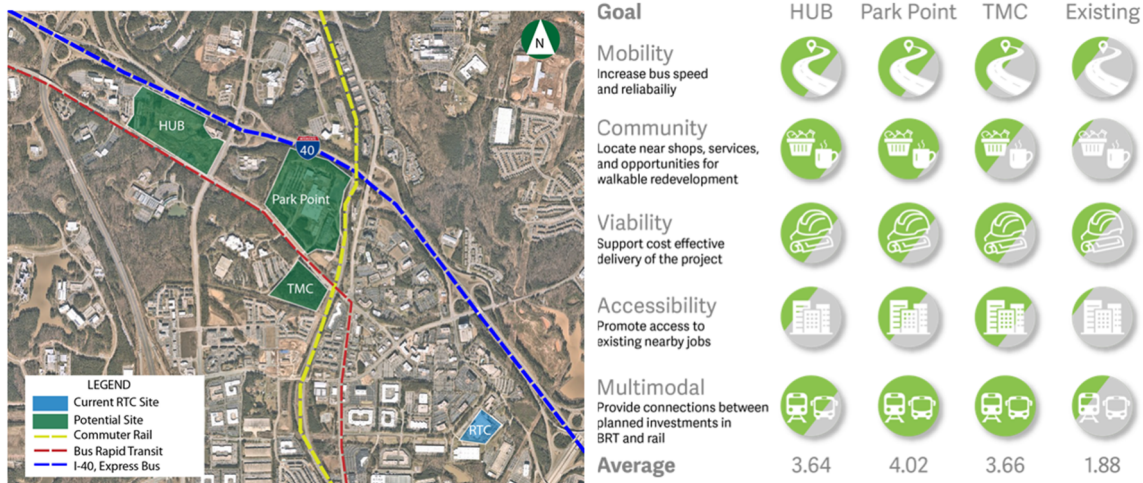 N
HUB
40
Park Point
TMC
RTC
LEGEND
Current RTC Site
Potential Site
Commuter Rail
Bus Rapid Transit
I-40, Express Bus
Goal HUB Park Point TMC Existing
Mobility
Increase bus speed
and reliabailiy
Community
Locate near shops, services,
and opportunities for
walkable redevelopment
Viability
Support cost effective
delivery of the project
Accessibility
Promote access to
existing nearby jobs
Multimodal
Provide connections between
planned investments in
BRT and rail
Average 3.64 4.02 3.66 1.88